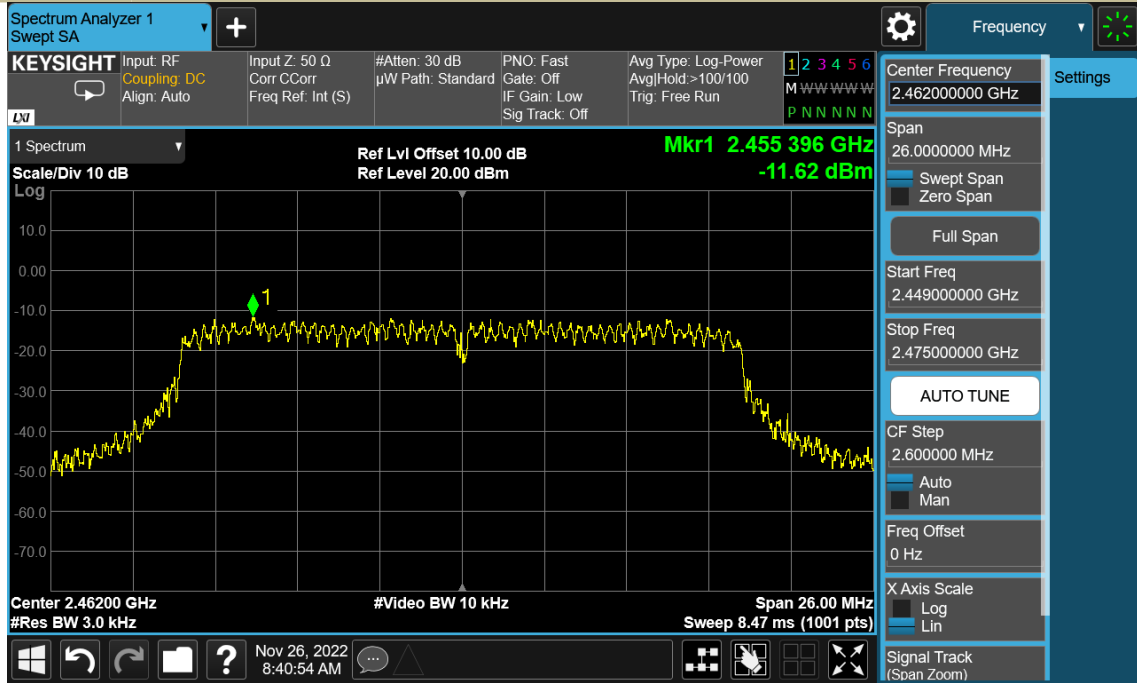 Spectrum Analyzer 1
Swept SA
Frequency
KEYSIGHT
LXI
Input: RF
Coupling: DC
Align: Auto
Input Z: 50 Ω
Corr CCorr
Freq Ref: Int (S)
#Atten: 30 dB
µW Path: Standard
PNO: Fast
Gate: Off
IF Gain: Low
Sig Track: Off
Avg Type: Log-Power
Avg|Hold:>100/100
Trig: Free Run
1 2 3 4 5 6
M W W W W W
P N N N N N
1 Spectrum
Scale/Div 10 dB
Log
Ref Lvl Offset 10.00 dB
Ref Level 20.00 dBm
Mkr1 2.455 396 GHz
-11.62 dBm
10.0
0.00
-10.0
-20.0
-30.0
-40.0
-50.0
-60.0
-70.0
1
Center 2.46200 GHz
#Res BW 3.0 kHz
#Video BW 10 kHz
Span 26.00 MHz
Sweep 8.47 ms (1001 pts)
Nov 26, 2022
8:40:54 AM
Center Frequency
2.462000000 GHz
Settings
Span
26.0000000 MHz
Swept Span
Zero Span
Full Span
Start Freq
2.449000000 GHz
Stop Freq
2.475000000 GHz
AUTO TUNE
CF Step
2.600000 MHz
Auto
Man
Freq Offset
0 Hz
X Axis Scale
Log
Lin
Signal Track
(Span Zoom)